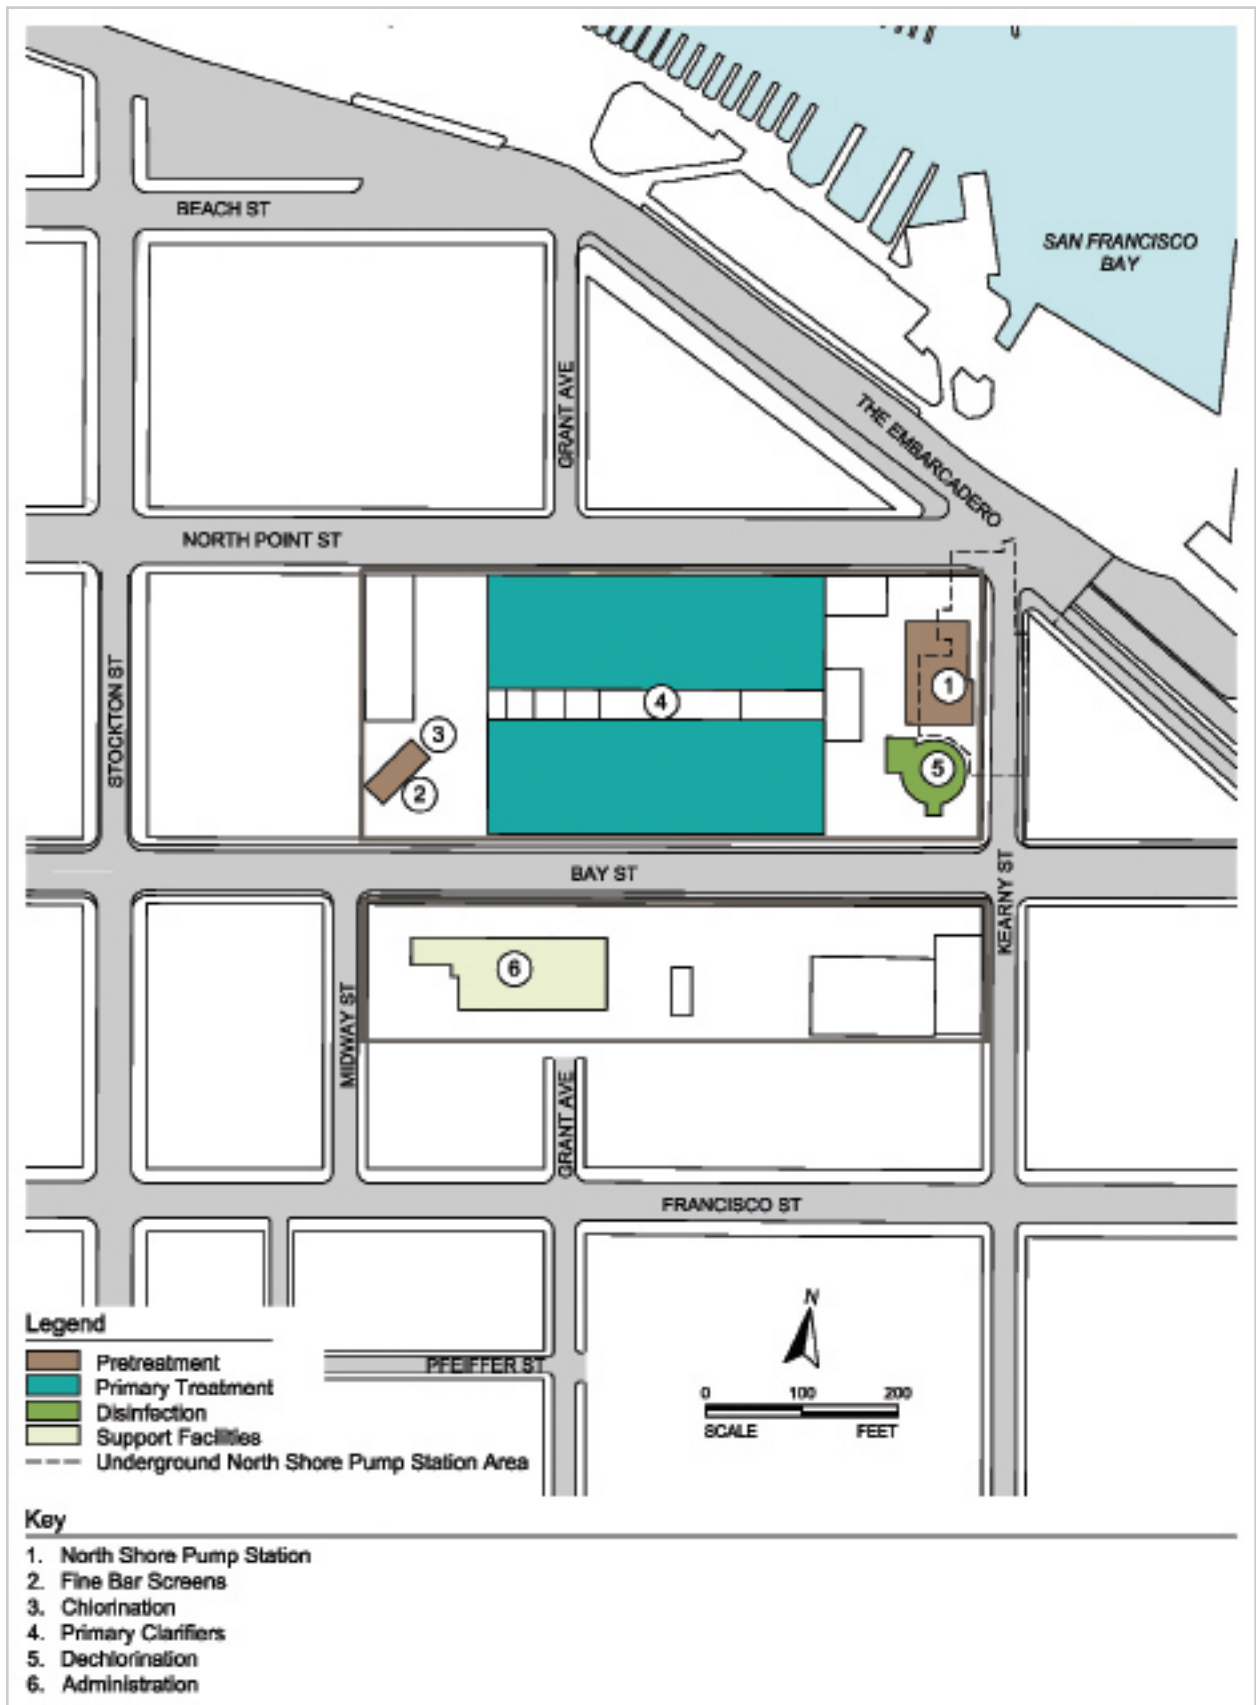 BEACH ST
SAN FRANCISCO
BAY
GRANT AVE
THE EMBARCADERO
NORTH POINT ST
STOCKTON ST
1
4
3
5
2
BAY ST
KEARNY ST
6
MIDWAY ST
GRANT AVE
FRANCISCO ST
N
Legend
Pretreatment
PFEIFFER ST
Primary Treatment
0 100 200
Disinfection
SCALE FEET
Support Facilities
Underground North Shore Pump Station Area
Key
1. North Shore Pump Station
2. Fine Bar Screens
3. Chlorination
4. Primary Clarifiers
5. Dechlorination
6. Administration